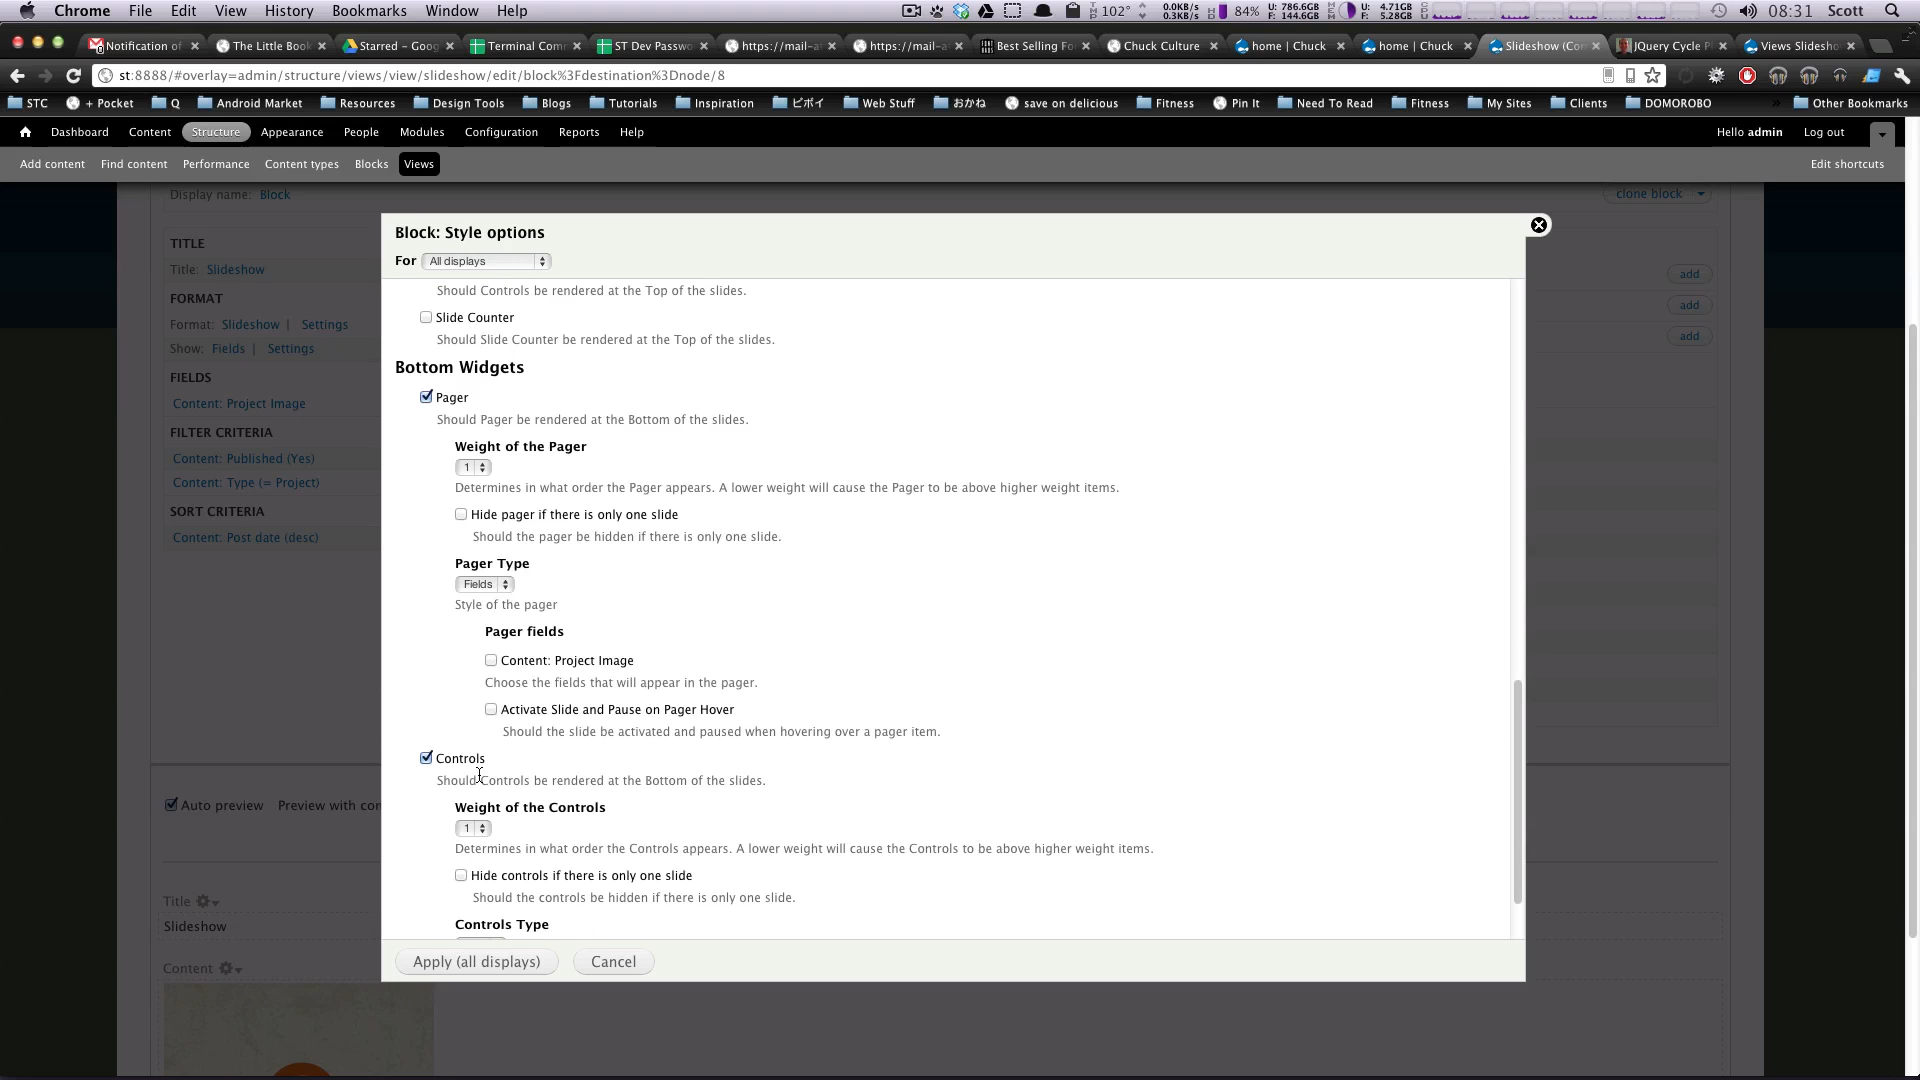 Chrome File Edit View History Bookmarks Window Help 102° 0.0KB/s 0.3KB/s 84% U: 786.6GB F: 144.6GB U: 4.71GB F: 5.28GB 08:31 Scott
Notification of The Little Book Starred – Goog Terminal Com ST Dev Passwo https://mail-a https://mail-a Best Selling Fo Chuck Culture home | Chuck home | Chuck Slideshow (Co JQuery Cycle P Views Slidesho
st:8888/#overlay=admin/structure/views/view/slideshow/edit/block%3Fdestination%3Dnode/8
STC + Pocket Q Android Market Resources Design Tools Blogs Tutorials Inspiration ビボイ Web Stuff おかね save on delicious Fitness Pin It Need To Read Fitness My Sites Clients DOMOROBO » Other Bookmarks
Dashboard Content Structure Appearance People Modules Configuration Reports Help Hello admin Log out
Add content Find content Performance Content types Blocks Views Edit shortcuts
Display name: Block clone block
Block: Style options
TITLE
For All displays
Title: Slideshow add
Should Controls be rendered at the Top of the slides.
FORMAT add
Slide Counter
Format: Slideshow | Settings
Should Slide Counter be rendered at the Top of the slides. add
Show: Fields | Settings
Bottom Widgets
FIELDS
Pager
Content: Project Image
Should Pager be rendered at the Bottom of the slides.
FILTER CRITERIA
Weight of the Pager
Content: Published (Yes)
1
Content: Type (= Project)
Determines in what order the Pager appears. A lower weight will cause the Pager to be above higher weight items.
SORT CRITERIA
Hide pager if there is only one slide
Content: Post date (desc)
Should the pager be hidden if there is only one slide.
Pager Type
Fields
Style of the pager
Pager fields
Content: Project Image
Choose the fields that will appear in the pager.
Activate Slide and Pause on Pager Hover
Should the slide be activated and paused when hovering over a pager item.
Controls
Should Controls be rendered at the Bottom of the slides.
Auto preview Preview with con
Weight of the Controls
1
Determines in what order the Controls appears. A lower weight will cause the Controls to be above higher weight items.
Hide controls if there is only one slide
Should the controls be hidden if there is only one slide.
Title
Slideshow
Controls Type
Apply (all displays) Cancel
Content